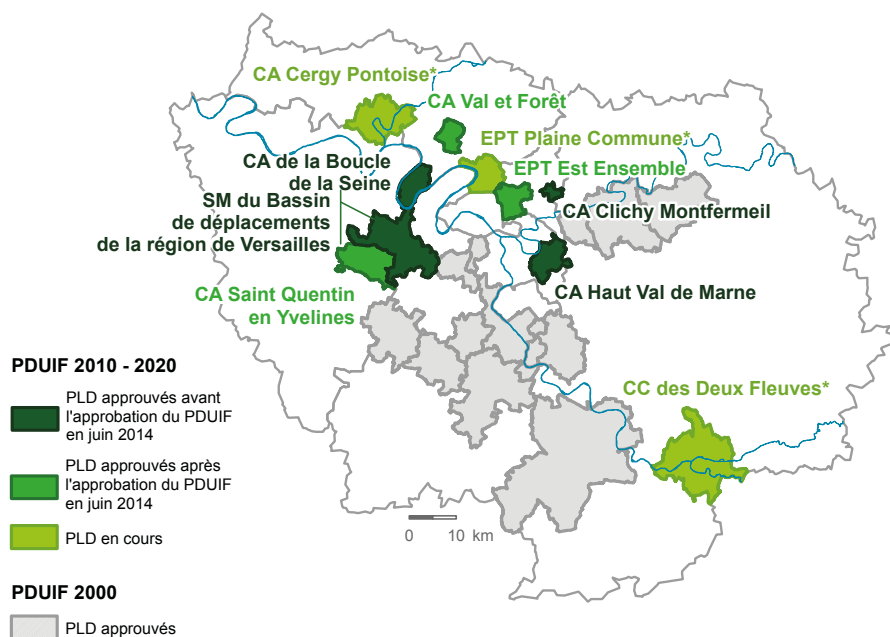 CA Cergy Pontoise*
CA Val et Forêt
EPT Plaine Commune*
EPT Est Ensemble
CA de la Boucle
de la Seine
SM du Bassin
de déplacements
de la région de Versailles
CA Clichy Montfermeil
CA Saint Quentin
en Yvelines
CA Haut Val de Marne
CC des Deux Fleuves*
PDUIF 2010 - 2020
PLD approuvés avant
l'approbation du PDUIF
en juin 2014
PLD approuvés après
l'approbation du PDUIF
en juin 2014
PLD en cours
0 10 km
PDUIF 2000
PLD approuvés